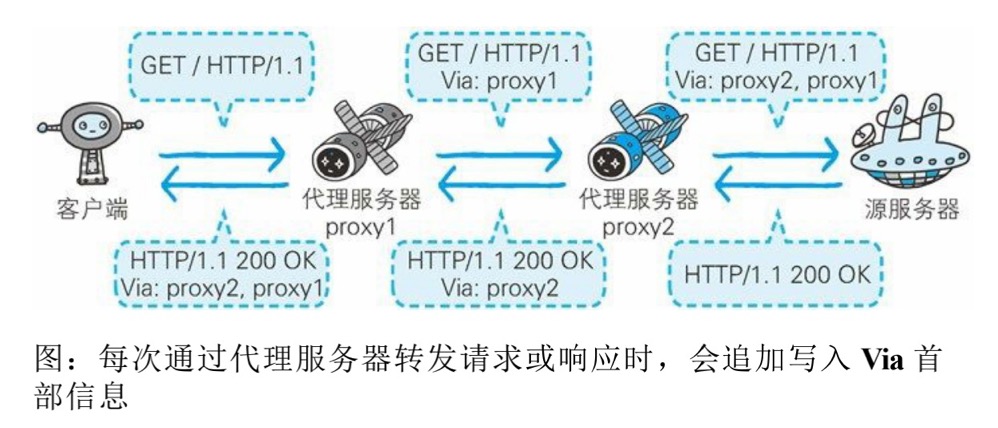 GET / HTTP/1.1
GET / HTTP/1.1
Via: proxy1
GET / HTTP/1.1
Via: proxy2, proxy1
客户端
代理服务器
proxy1
代理服务器
proxy2
源服务器
HTTP/1.1 200 OK
Via: proxy2, proxy1
HTTP/1.1 200 OK
Via: proxy2
HTTP/1.1 200 OK
图：每次通过代理服务器转发请求或响应时，会追加写入 Via 首
部信息